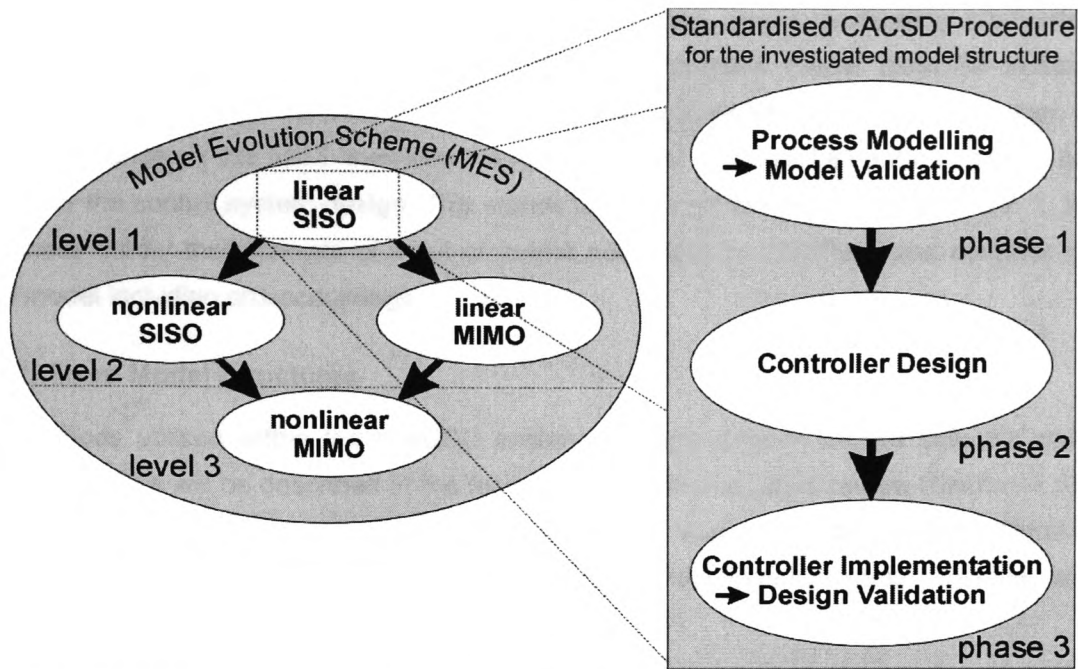 Standardised CACSD Procedure
for the investigated model structure
Process Modelling
Model Validation
phase 1
Controller Design
phase 2
Controller Implementation
Design Validation
phase 3
Model Evolution Scheme (MES)
linear
SISO
level 1
nonlinear
SISO
linear
MIMO
level 2
nonlinear
MIMO
level 3